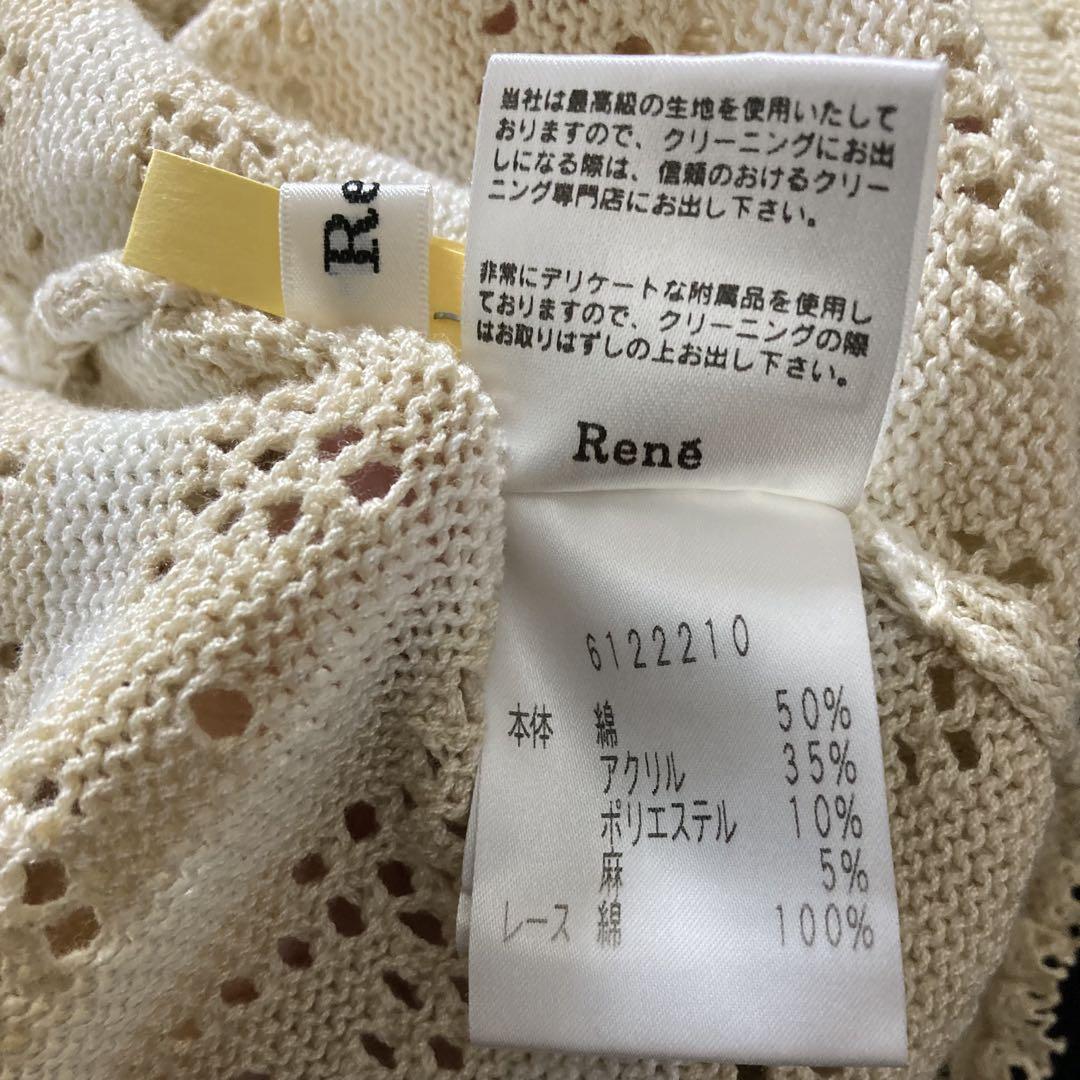 当社は最高級の生地を使用いたして
おりますので、クリーニングにお出
しになる際は、信頼のおけるクリー
ニング専門店にお出し下さい。
非常にデリケートな附属品を使用し
ておりますので、クリーニングの際
はお取りはずしの上お出し下さい。
René
Re
6122210
本体 綿 50%
アクリル 35%
ポリエステル 10%
麻 5%
レース 綿 100%